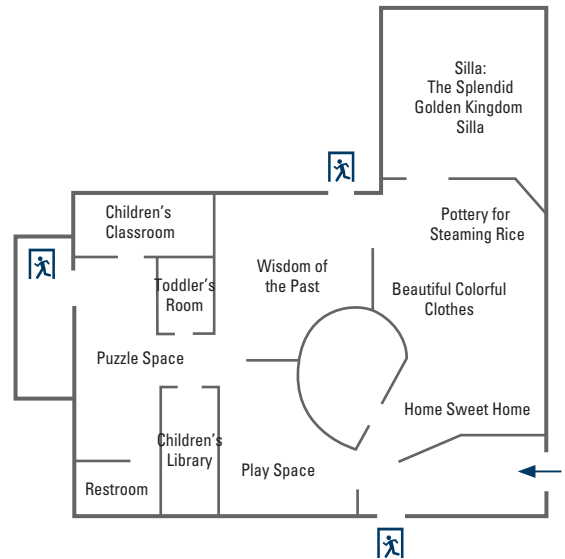 Silla:
The Splendid
Golden Kingdom
Silla
Children's
Classroom
Pottery for
Steaming Rice
Wisdom of
the Past
Toddler's
Room
Beautiful Colorful
Clothes
Puzzle Space
Home Sweet Home
Children's
Library
Play Space
Restroom